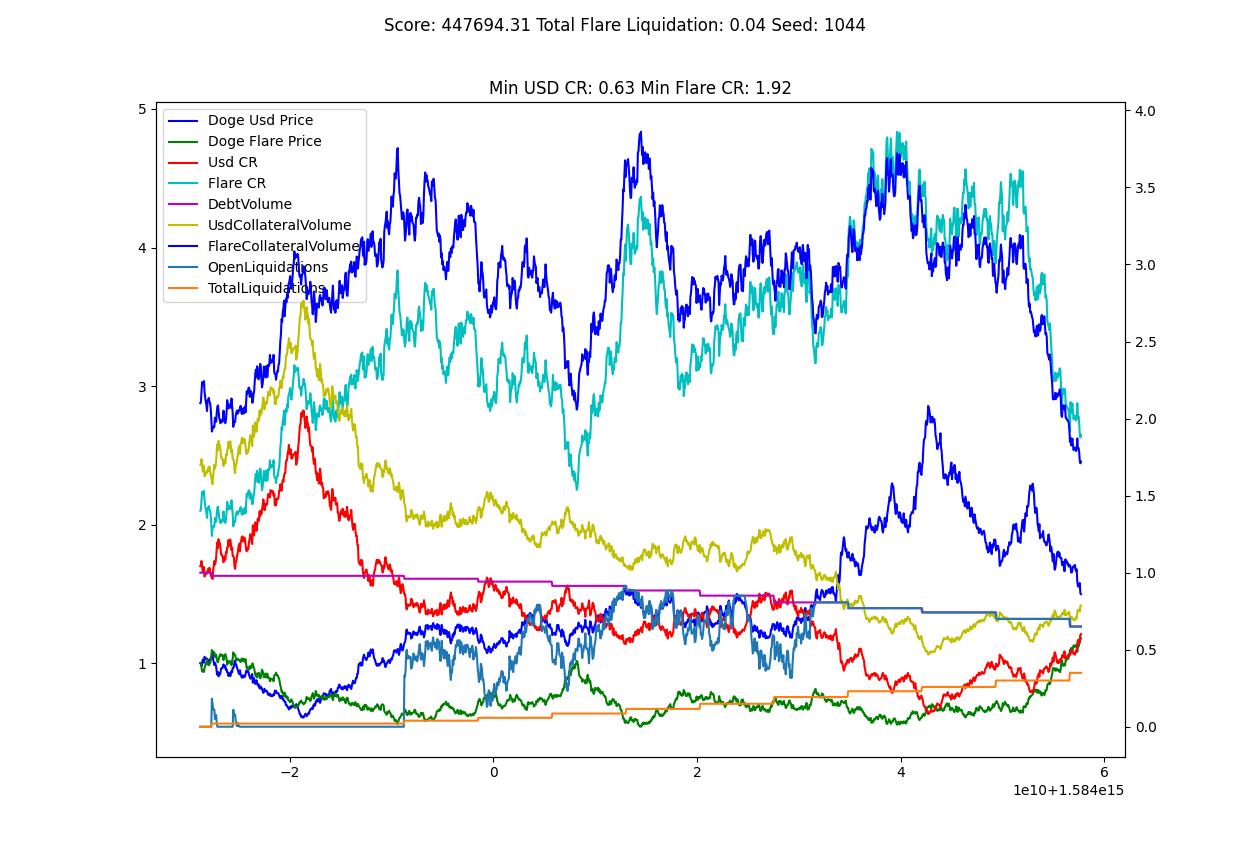 Score: 447694.31 Total Flare Liquidation: 0.04 Seed: 1044
Min USD CR: 0.63 Min Flare CR: 1.92
Doge Usd Price
Doge Flare Price
Usd CR
Flare CR
DebtVolume
UsdCollateralVolume
FlareCollateralVolume
OpenLiquidations
TotalLiquidations
5
4
3
2
1
4.0
3.5
3.0
2.5
2.0
1.5
1.0
0.5
0.0
−2
0
2
4
6
1e10+1.584e15